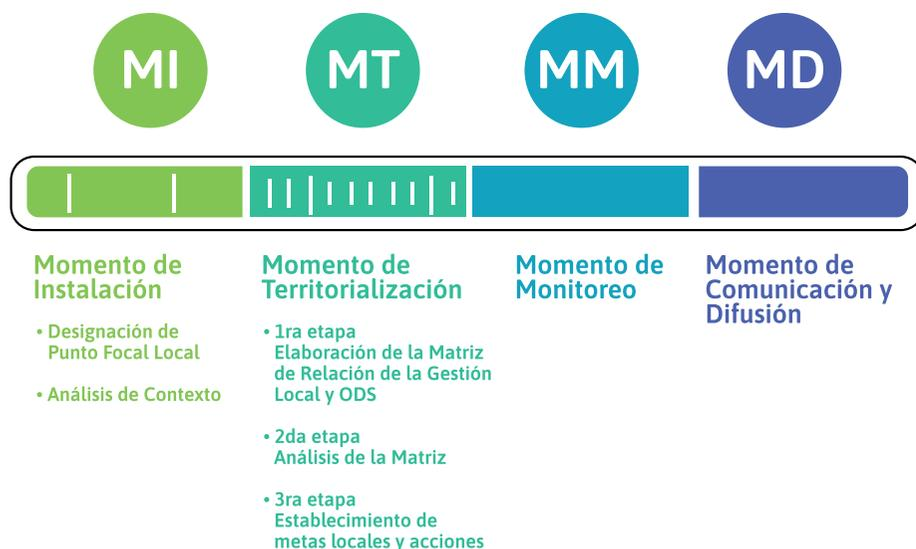 MI
MT
MM
MD
Momento de
Instalación
• Designación de
Punto Focal Local
• Análisis de Contexto
Momento de
Territorialización
• 1ra etapa
Elaboración de la Matriz
de Relación de la Gestión
Local y ODS
• 2da etapa
Análisis de la Matriz
• 3ra etapa
Establecimiento de
metas locales y acciones
Momento de
Monitoreo
Momento de
Comunicación y
Difusión